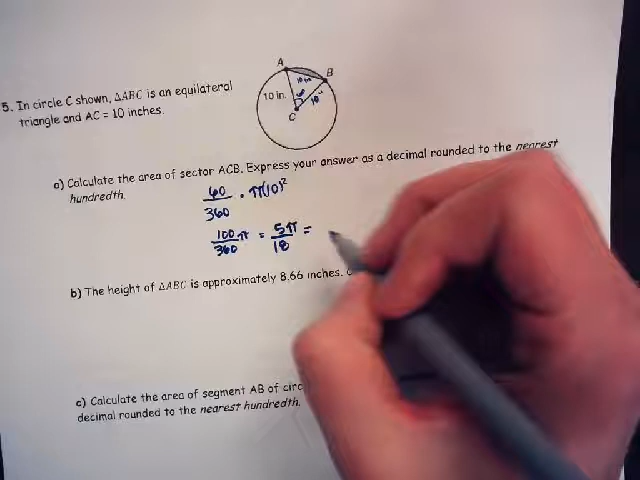 A
B
10 in
10 in.
60
10"
C
5. In circle C shown, △ABC is an equilateral
triangle and AC = 10 inches.
a) Calculate the area of sector ACB. Express your answer as a decimal rounded to the nearest
hundredth.
60/360 · π(10)²
100/360 π = 5π/18 =
b) The height of △ABC is approximately 8.66 inches.
c) Calculate the area of segment AB of circ
decimal rounded to the nearest hundredth.